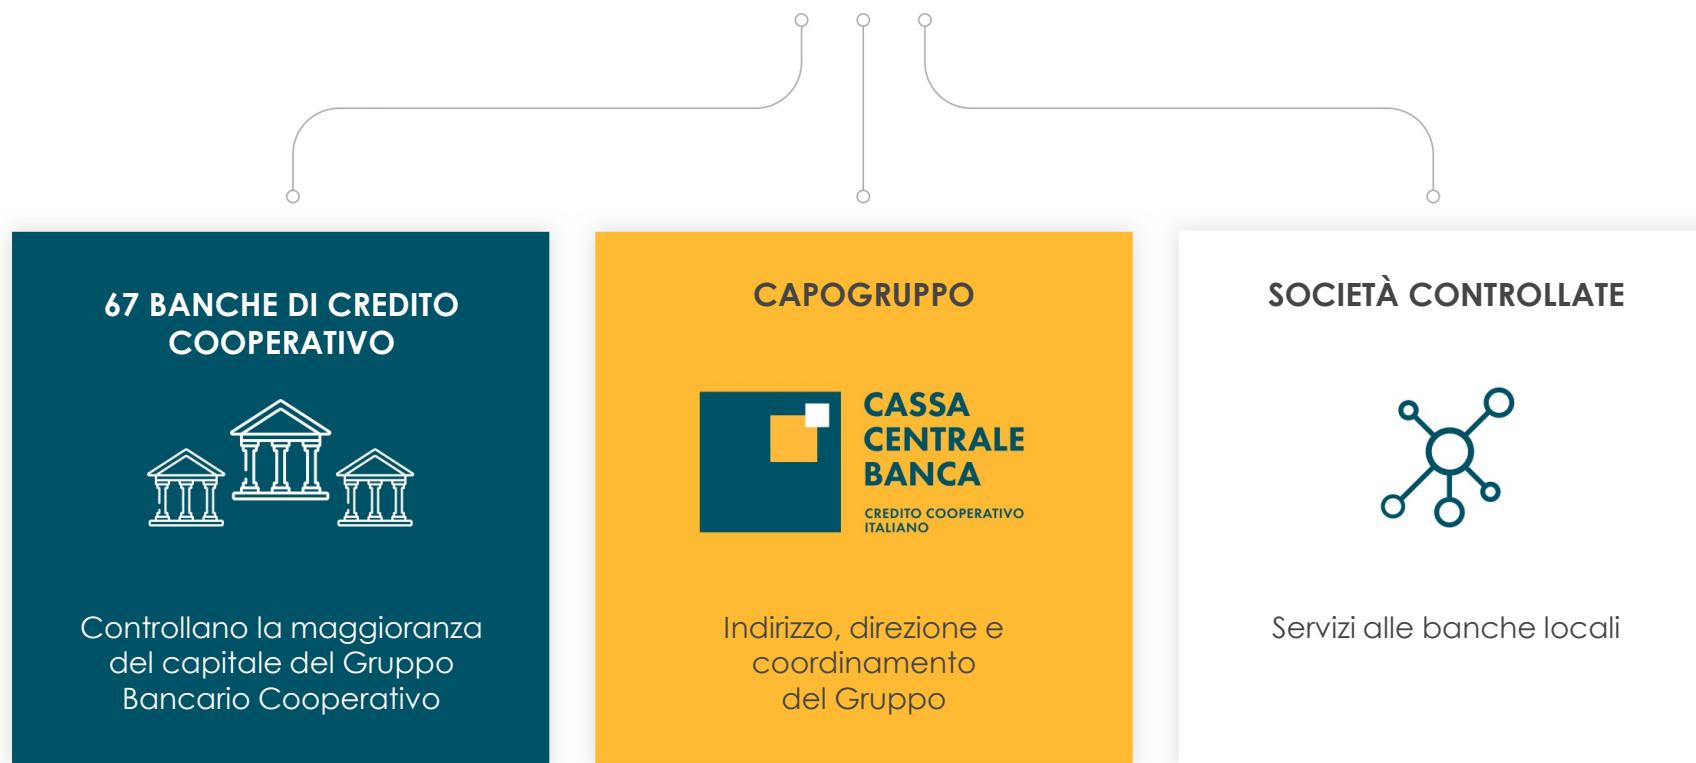 67 BANCHE DI CREDITO
COOPERATIVO
Controllano la maggioranza
del capitale del Gruppo
Bancario Cooperativo
CAPOGRUPPO
CASSA
CENTRALE
BANCA
CREDITO COOPERATIVO
ITALIANO
Indirizzo, direzione e
coordinamento
del Gruppo
SOCIETÀ CONTROLLATE
Servizi alle banche locali